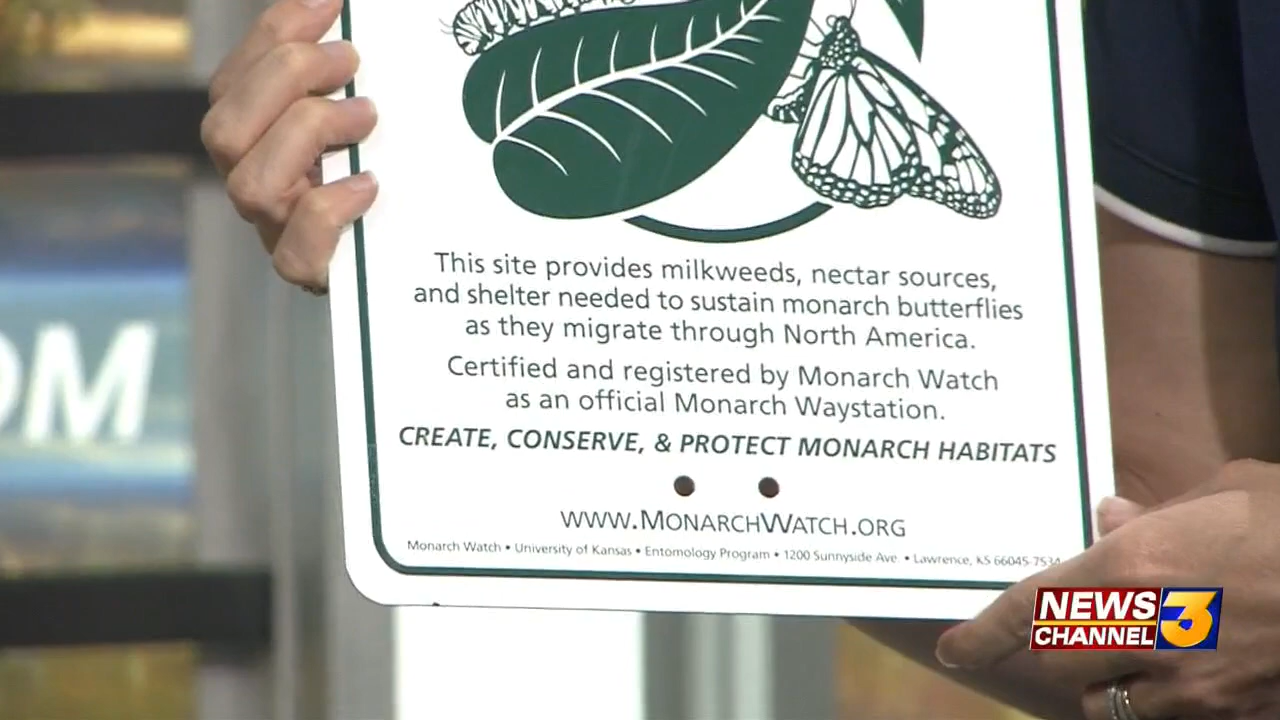 This site provides milkweeds, nectar sources,
and shelter needed to sustain monarch butterflies
as they migrate through North America.
Certified and registered by Monarch Watch
as an official Monarch Waystation.
CREATE, CONSERVE, & PROTECT MONARCH HABITATS
WWW.MONARCHWATCH.ORG
Monarch Watch • University of Kansas • Entomology Program • 1200 Sunnyside Ave. • Lawrence, KS 66045-7534
OM
NEWS
CHANNEL 3